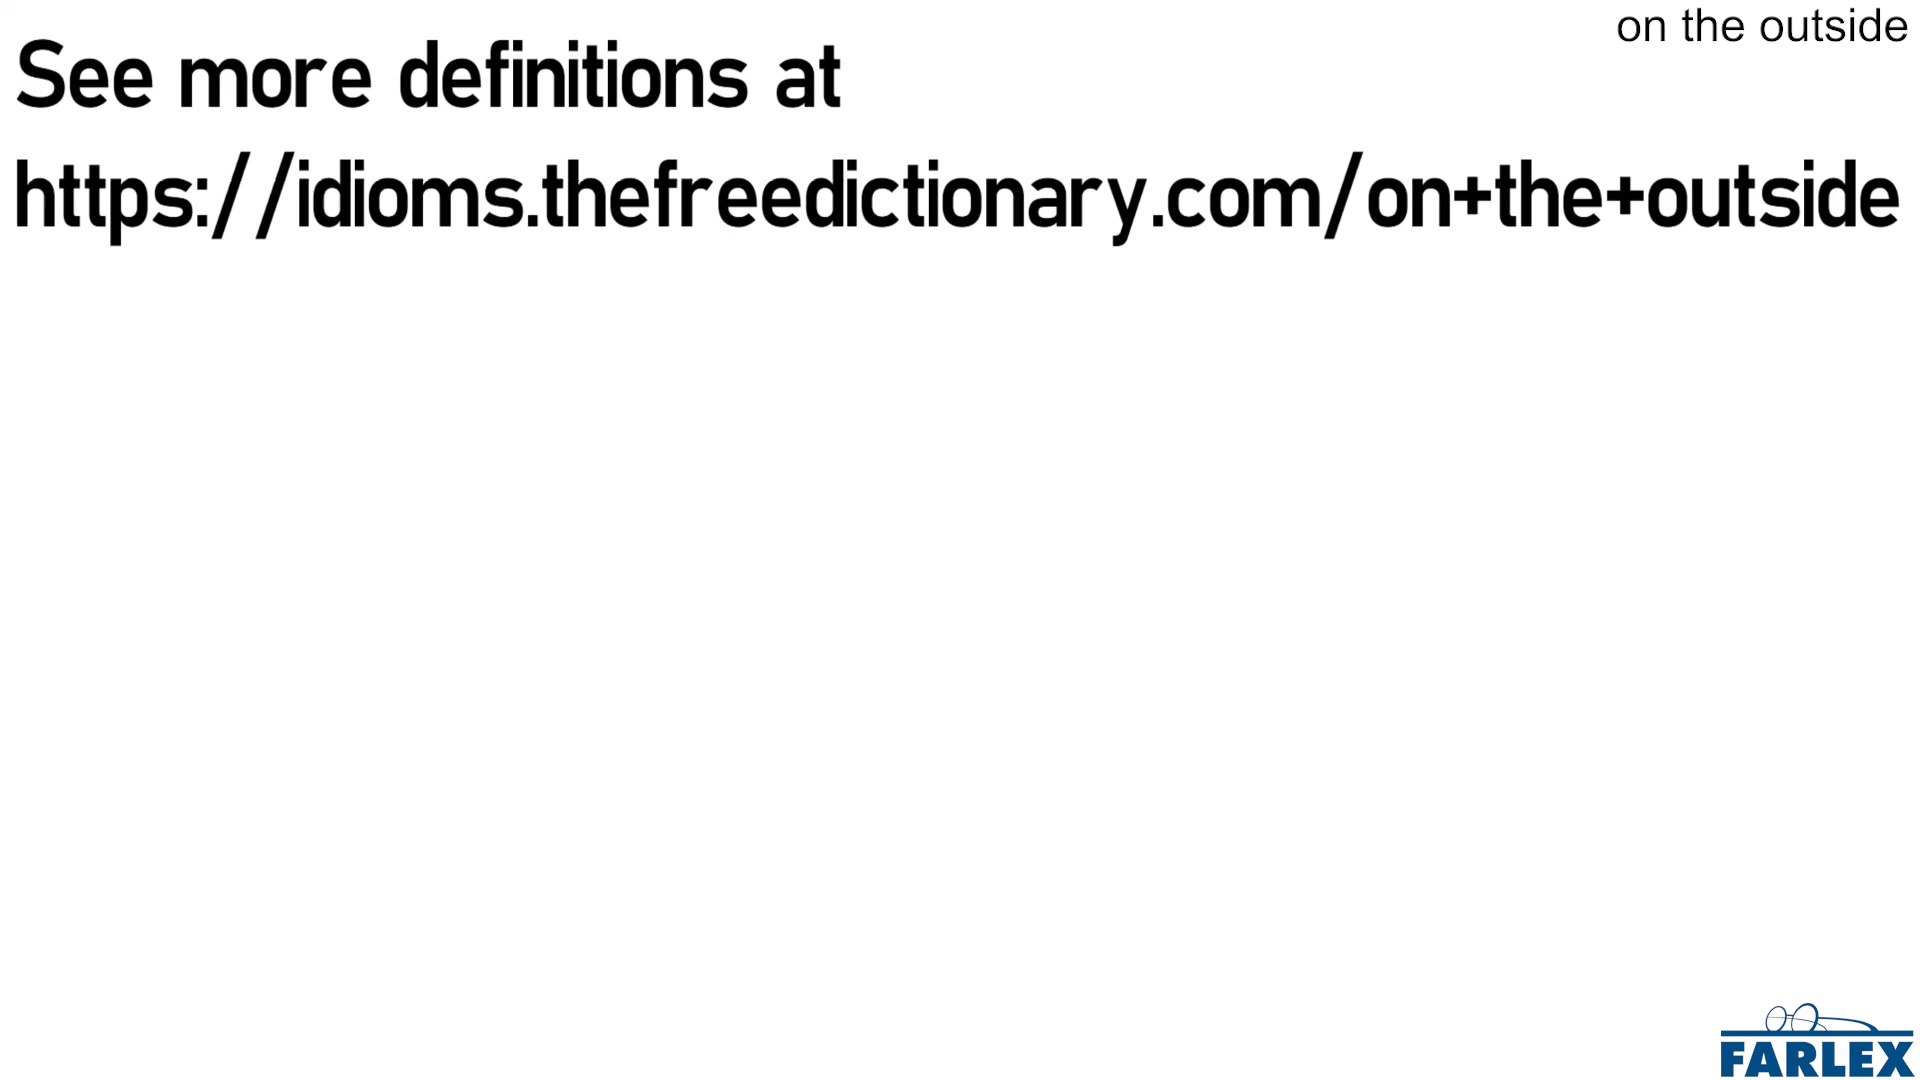 on the outside
See more definitions at
https://idioms.thefreedictionary.com/on+the+outside
FARLEX